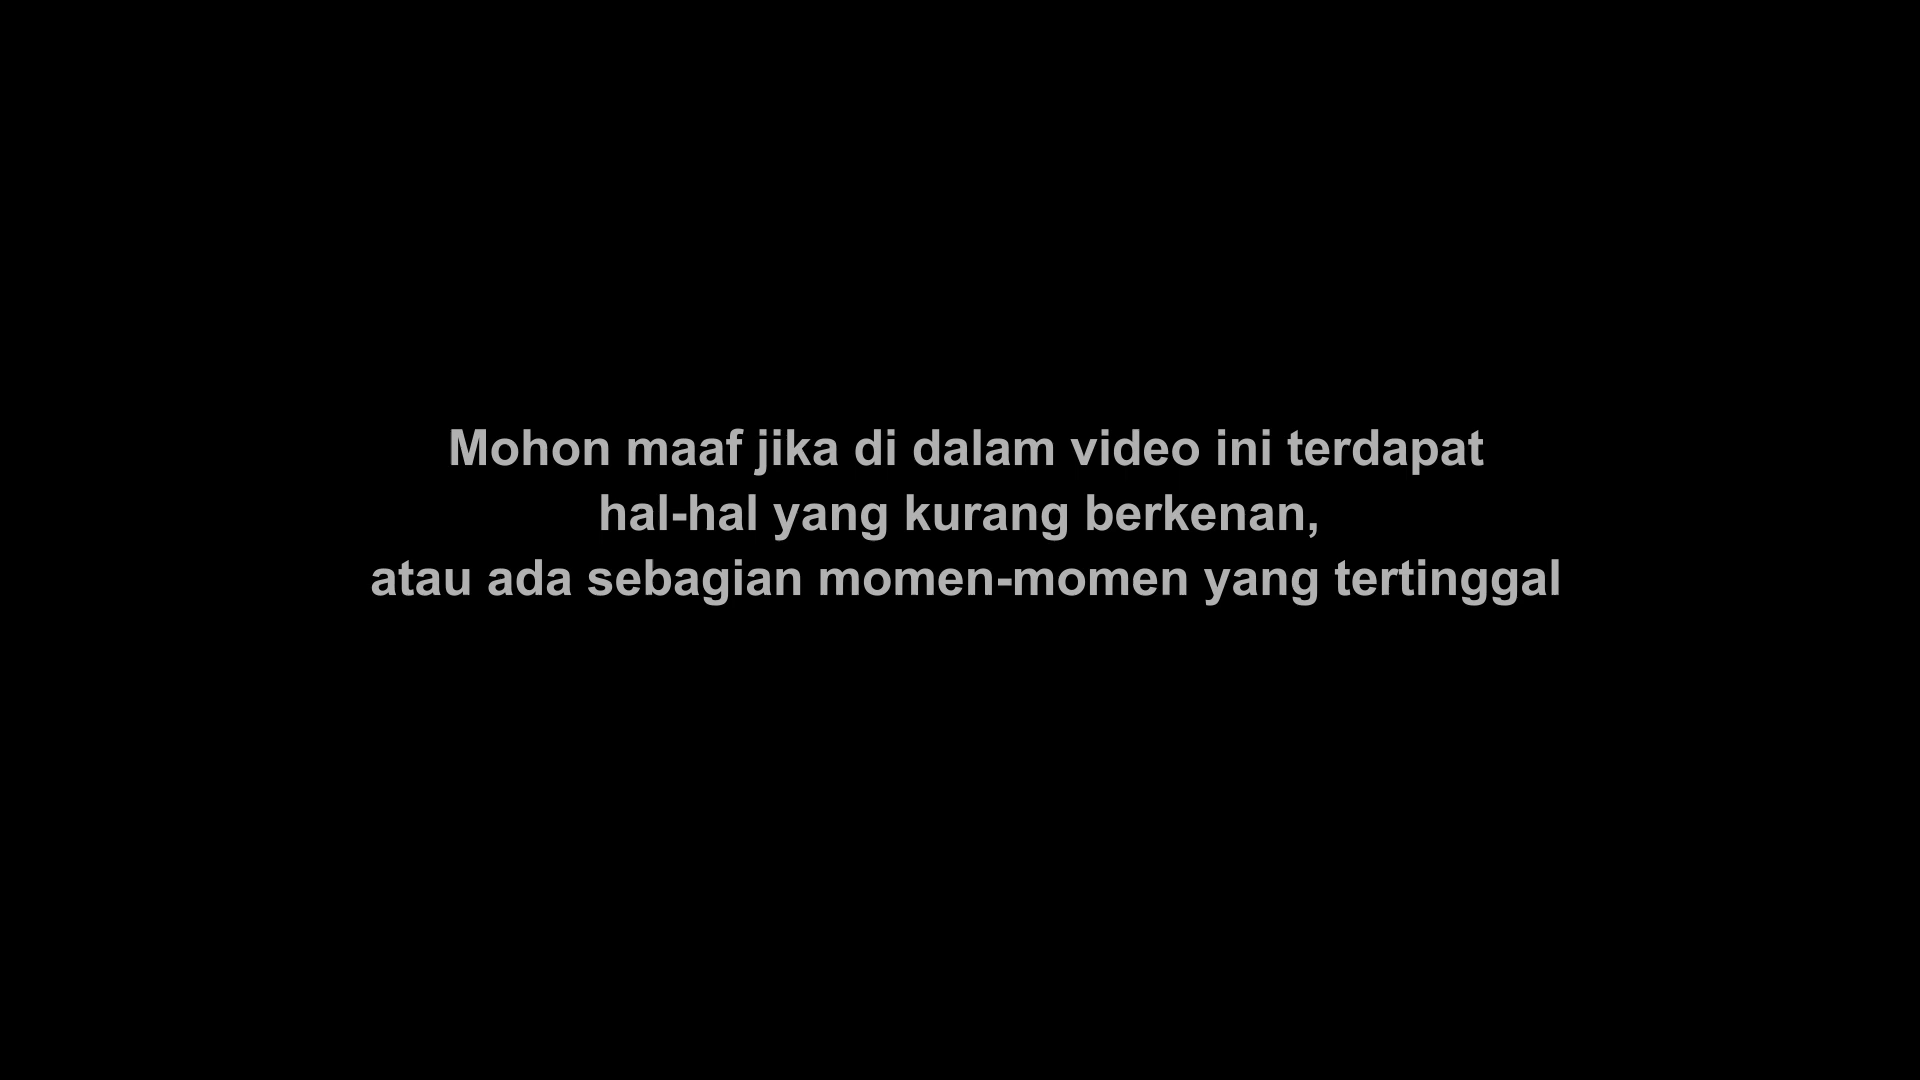 Mohon maaf jika di dalam video ini terdapat
hal-hal yang kurang berkenan,
atau ada sebagian momen-momen yang tertinggal